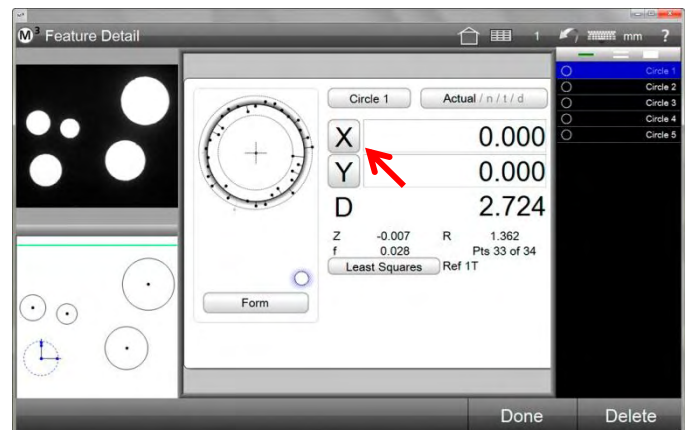 M³ Feature Detail 1 mm ?
Circle 1 Actual / n / t / d
X 0.000
Y 0.000
D 2.724
Z -0.007 R 1.362
f 0.028 Pts 33 of 34
Least Squares Ref 1T
Form
Circle 1
Circle 2
Circle 3
Circle 4
Circle 5
Done Delete